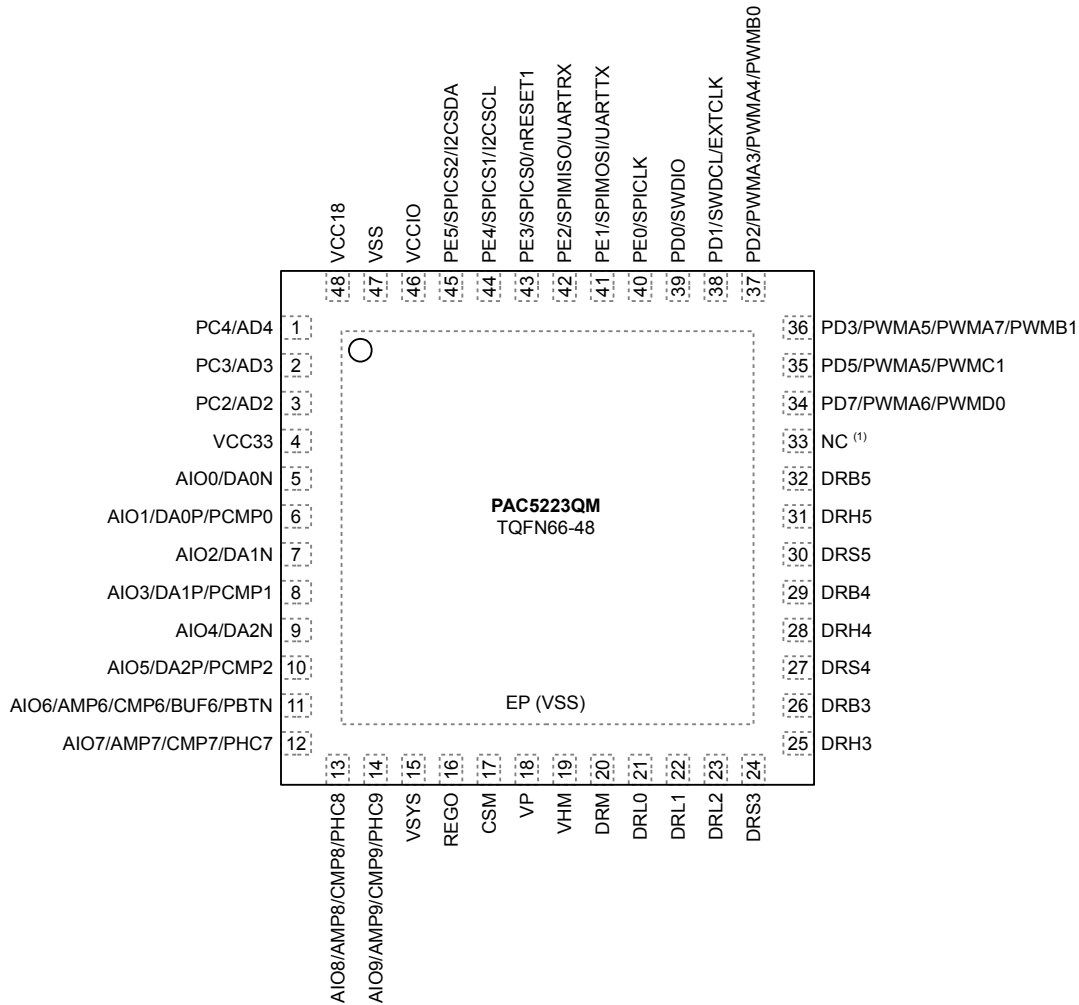 VCC18
VSS
VCCIO
PE5/SPICS2/I2CSDA
PE4/SPICS1/I2CSCL
PE3/SPICS0/nRESET1
PE2/SPIMISO/UARTRX
PE1/SPIMOSI/UARTTX
PE0/SPICLK
PD0/SWDIO
PD1/SWDCL/EXTCLK
PD2/PWMA3/PWMA4/PWMB0
48
47
46
45
44
43
42
41
40
39
38
37
PC4/AD4 1
PC3/AD3 2
PC2/AD2 3
VCC33 4
AIO0/DA0N 5
AIO1/DA0P/PCMP0 6
AIO2/DA1N 7
AIO3/DA1P/PCMP1 8
AIO4/DA2N 9
AIO5/DA2P/PCMP2 10
AIO6/AMP6/CMP6/BUF6/PBTN 11
AIO7/AMP7/CMP7/PHC7 12
PAC5223QM
TQFN66-48
EP (VSS)
36 PD3/PWMA5/PWMA7/PWMB1
35 PD5/PWMA5/PWMC1
34 PD7/PWMA6/PWMD0
33 NC (1)
32 DRB5
31 DRH5
30 DRS5
29 DRB4
28 DRH4
27 DRS4
26 DRB3
25 DRH3
13
14
15
16
17
18
19
20
21
22
23
24
AIO8/AMP8/CMP8/PHC8
AIO9/AMP9/CMP9/PHC9
VSYS
REGO
CSM
VP
VHM
DRM
DRL0
DRL1
DRL2
DRS3